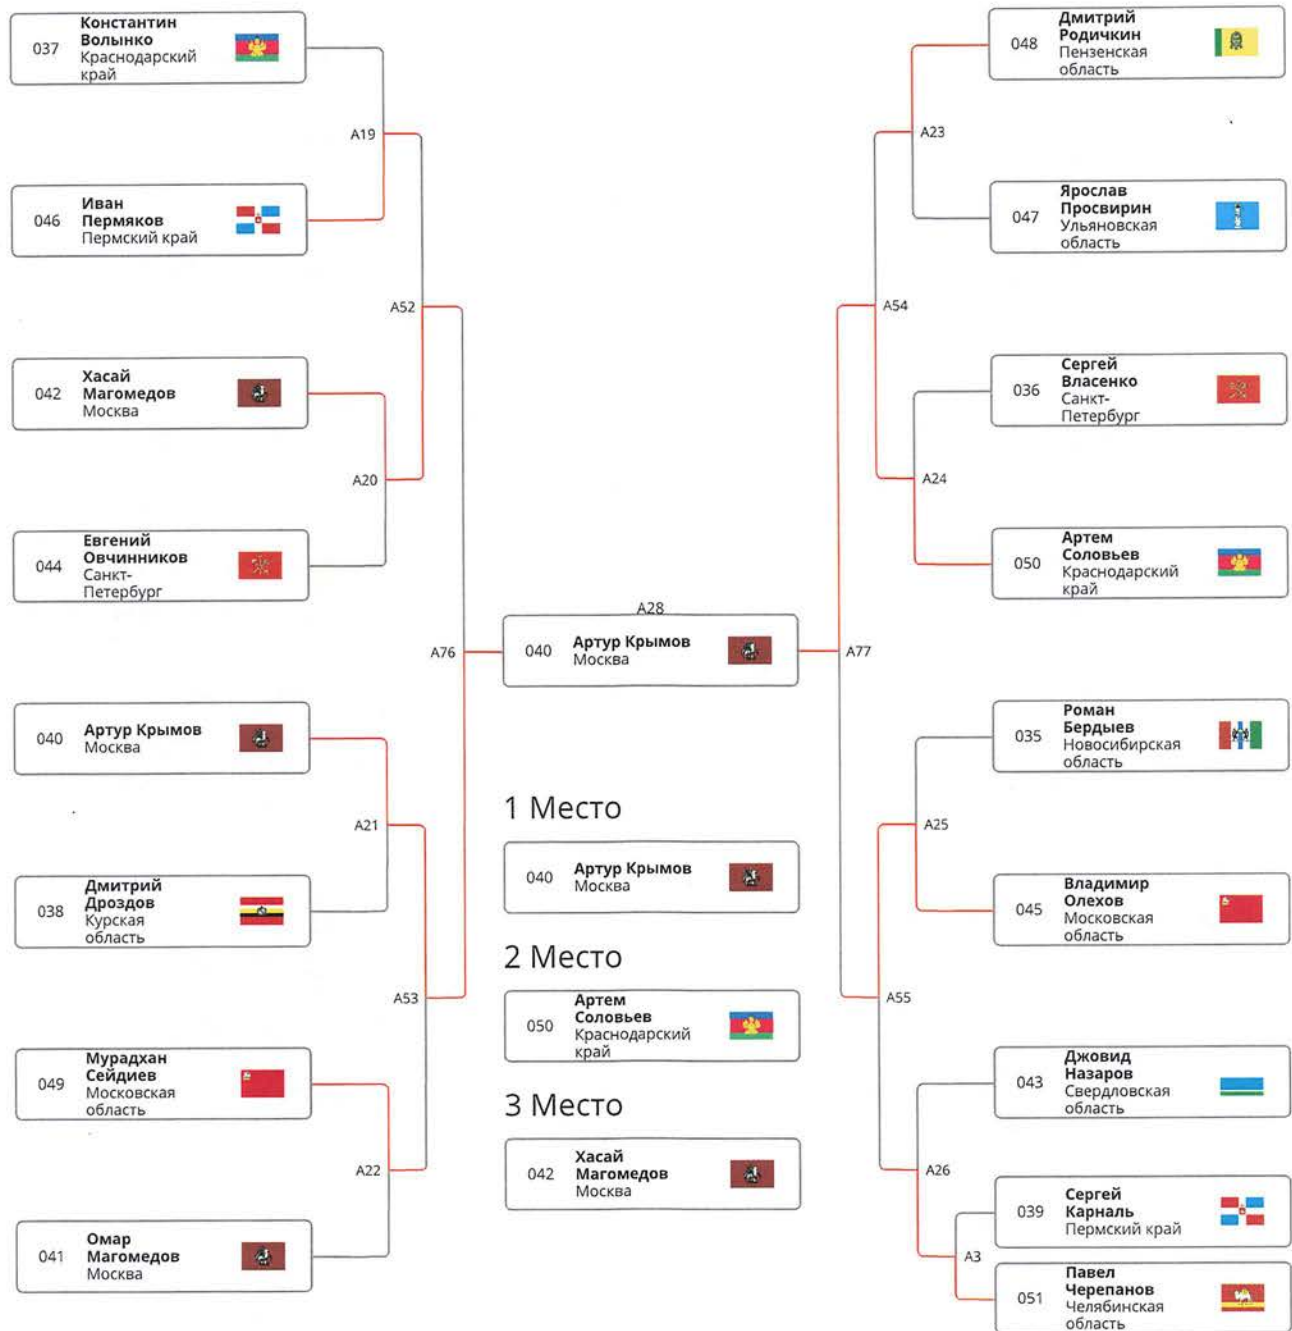 037
Константин
Волынко
Краснодарский
край
A19
046
Иван
Пермяков
Пермский край
A52
042
Хасай
Магомедов
Москва
A20
044
Евгений
Овчинников
Санкт-
Петербург
A76
040
Артур Крымов
Москва
A21
038
Дмитрий
Дроздов
Курская
область
A53
049
Мурадхан
Сейдиев
Московская
область
A22
041
Омар
Магомедов
Москва
A28
040
Артур Крымов
Москва
1 Место
040
Артур Крымов
Москва
2 Место
050
Артем
Соловьев
Краснодарский
край
3 Место
042
Хасай
Магомедов
Москва
048
Дмитрий
Родичкин
Пензенская
область
A23
047
Ярослав
Просвирин
Ульяновская
область
A54
036
Сергей
Власенко
Санкт-
Петербург
A24
050
Артем
Соловьев
Краснодарский
край
A77
035
Роман
Бердыев
Новосибирская
область
A25
045
Владимир
Олехов
Московская
область
A55
043
Джовид
Назаров
Свердловская
область
A26
039
Сергей
Карналь
Пермский край
A3
051
Павел
Черепанов
Челябинская
область